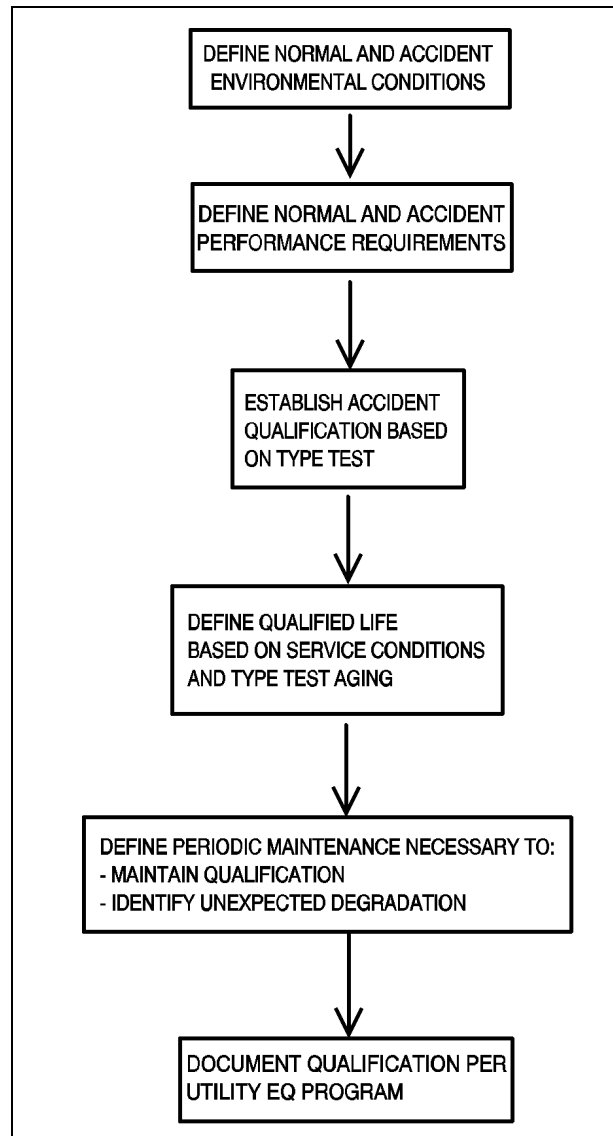 DEFINE NORMAL AND ACCIDENT
ENVIRONMENTAL CONDITIONS
DEFINE NORMAL AND ACCIDENT
PERFORMANCE REQUIREMENTS
ESTABLISH ACCIDENT
QUALIFICATION BASED
ON TYPE TEST
DEFINE QUALIFIED LIFE
BASED ON SERVICE CONDITIONS
AND TYPE TEST AGING
DEFINE PERIODIC MAINTENANCE NECESSARY TO:
- MAINTAIN QUALIFICATION
- IDENTIFY UNEXPECTED DEGRADATION
DOCUMENT QUALIFICATION PER
UTILITY EQ PROGRAM